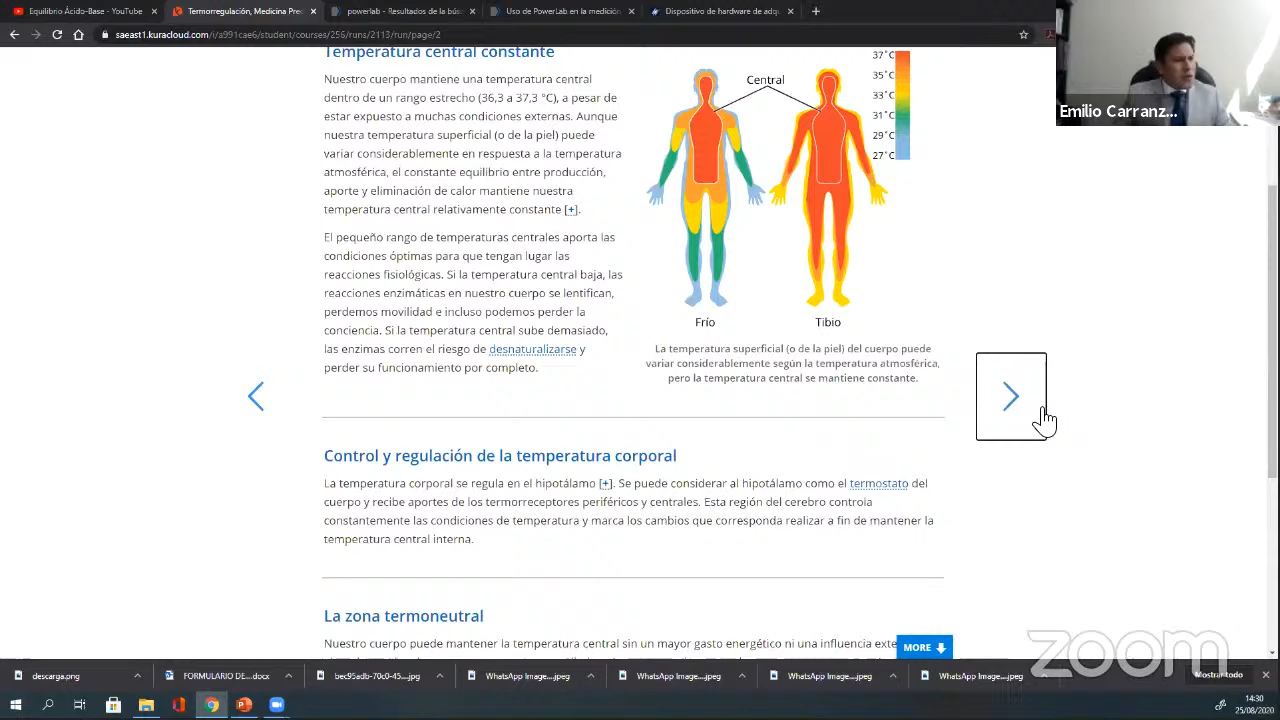 Equilibrio Ácido-Base - YouTube
Termorregulación, Medicina Pre
powerlab - Resultados de la bús
Uso de PowerLab en la medición
Dispositivo de hardware de adqu
saeast1.kuracloud.com/i/a991cae6/student/courses/256/runs/2113/run/page/2
Emilio Carranz...
Temperatura central constante
Nuestro cuerpo mantiene una temperatura central
dentro de un rango estrecho (36,3 a 37,3 °C), a pesar de
estar expuesto a muchas condiciones externas. Aunque
nuestra temperatura superficial (o de la piel) puede
variar considerablemente en respuesta a la temperatura
atmosférica, el constante equilibrio entre producción,
aporte y eliminación de calor mantiene nuestra
temperatura central relativamente constante [+].
El pequeño rango de temperaturas centrales aporta las
condiciones óptimas para que tengan lugar las
reacciones fisiológicas. Si la temperatura central baja, las
reacciones enzimáticas en nuestro cuerpo se lentifican,
perdemos movilidad e incluso podemos perder la
conciencia. Si la temperatura central sube demasiado,
las enzimas corren el riesgo de desnaturalizarse y
perder su funcionamiento por completo.
Central
37°C
35°C
33°C
31°C
29°C
27°C
Frío
Tibio
La temperatura superficial (o de la piel) del cuerpo puede
variar considerablemente según la temperatura atmosférica,
pero la temperatura central se mantiene constante.
Control y regulación de la temperatura corporal
La temperatura corporal se regula en el hipotálamo [+]. Se puede considerar al hipotálamo como el termostato del
cuerpo y recibe aportes de los termorreceptores periféricos y centrales. Esta región del cerebro controla
constantemente las condiciones de temperatura y marca los cambios que corresponda realizar a fin de mantener la
temperatura central interna.
La zona termoneutral
Nuestro cuerpo puede mantener la temperatura central sin un mayor gasto energético ni una influencia exte
MORE
zoom
descarga.png
FORMULARIO DE....docx
bec95adb-70c0-45....jpg
WhatsApp Image....jpeg
WhatsApp Image....jpeg
WhatsApp Image....jpeg
WhatsApp Image....jpeg
Mostrar todo
14:30
25/08/2020